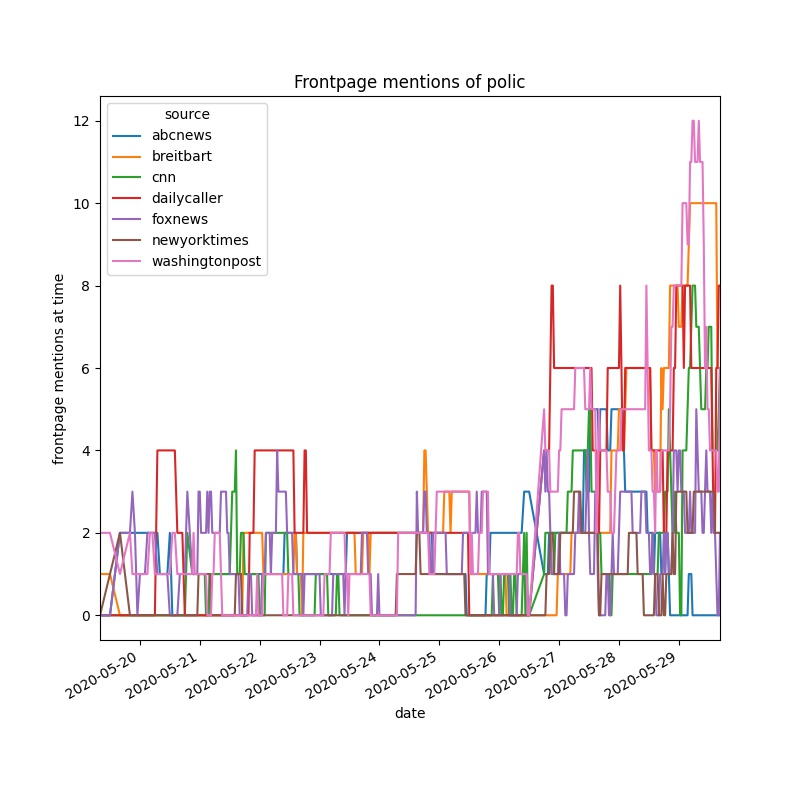 Frontpage mentions of polic
source
abcnews
breitbart
cnn
dailycaller
foxnews
newyorktimes
washingtonpost
12
10
8
6
4
2
0
frontpage mentions at time
2020-05-20
2020-05-21
2020-05-22
2020-05-23
2020-05-24
2020-05-25
2020-05-26
2020-05-27
2020-05-28
2020-05-29
date